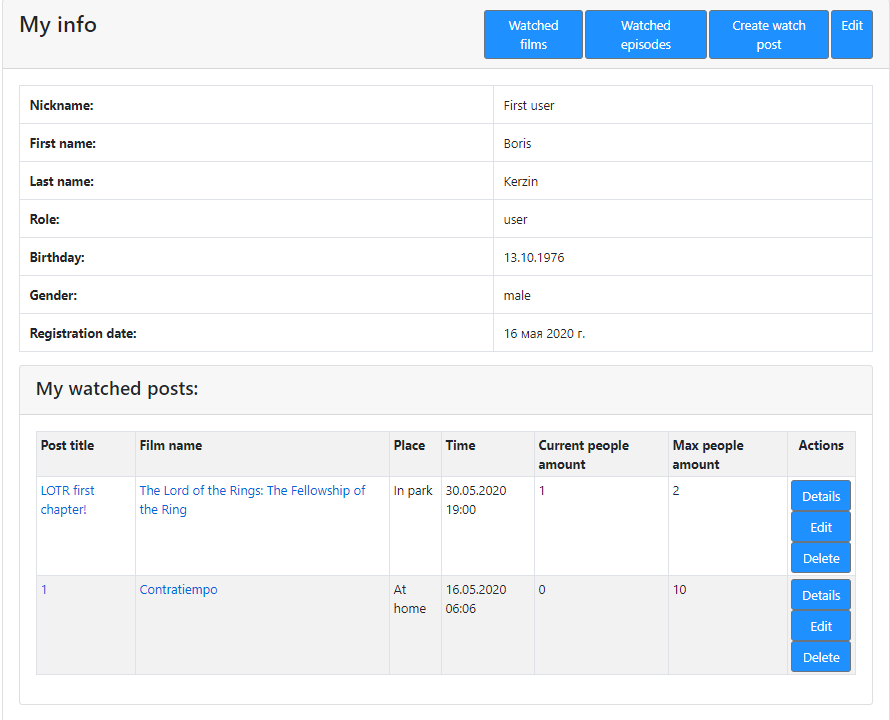 My info
Watched films
Watched episodes
Create watch post
Edit
Nickname: First user
First name: Boris
Last name: Kerzin
Role: user
Birthday: 13.10.1976
Gender: male
Registration date: 16 мая 2020 г.
My watched posts:
Post title
Film name
Place
Time
Current people amount
Max people amount
Actions
LOTR first chapter!
The Lord of the Rings: The Fellowship of the Ring
In park
30.05.2020 19:00
1
2
Details
Edit
Delete
1
Contratiempo
At home
16.05.2020 06:06
0
10
Details
Edit
Delete